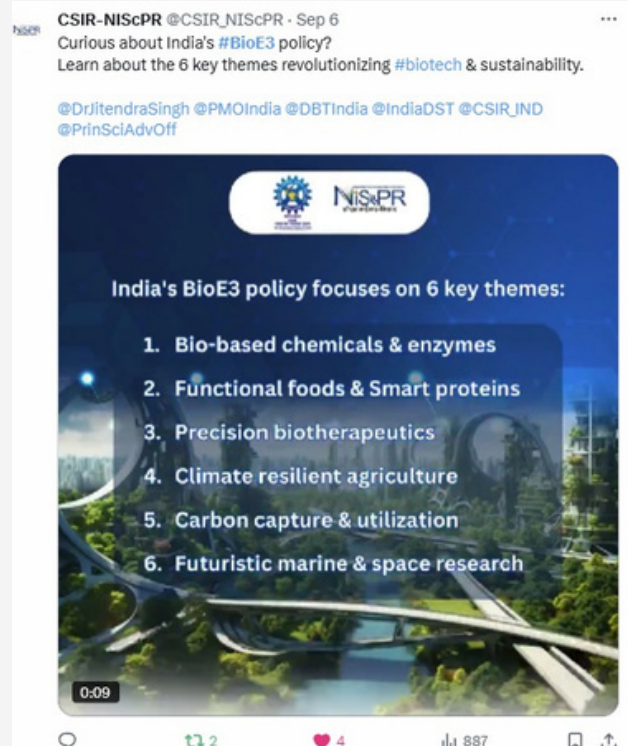 CSIR-NIScPR @CSIR_NIScPR · Sep 6
Curious about India's #BioE3 policy?
Learn about the 6 key themes revolutionizing #biotech & sustainability.
@DrJitendraSingh @PMOIndia @DBTIndia @IndiaDST @CSIR_IND
@PrinSciAdvOff
NIScPR
India's BioE3 policy focuses on 6 key themes:
1. Bio-based chemicals & enzymes
2. Functional foods & Smart proteins
3. Precision biotherapeutics
4. Climate resilient agriculture
5. Carbon capture & utilization
6. Futuristic marine & space research
0:09
2 4 887